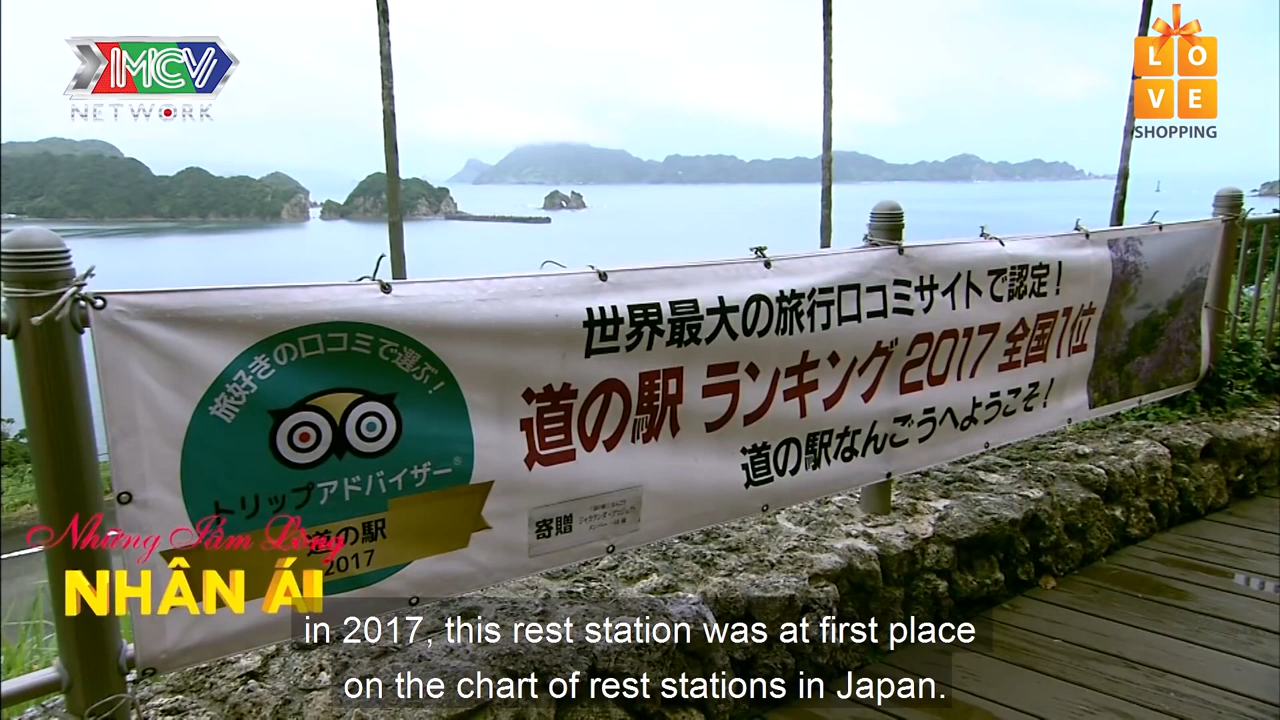 MCV
NETWORK
LOVE
SHOPPING
世界最大の旅行口コミサイトで認定！
道の駅 ランキング 2017 全国1位
道の駅なんごうへようこそ！
旅好きの口コミで選ぶ！
トリップアドバイザー®
道の駅
2017
寄贈
Những Tấm Lòng
NHÂN ÁI
in 2017, this rest station was at first place
on the chart of rest stations in Japan.